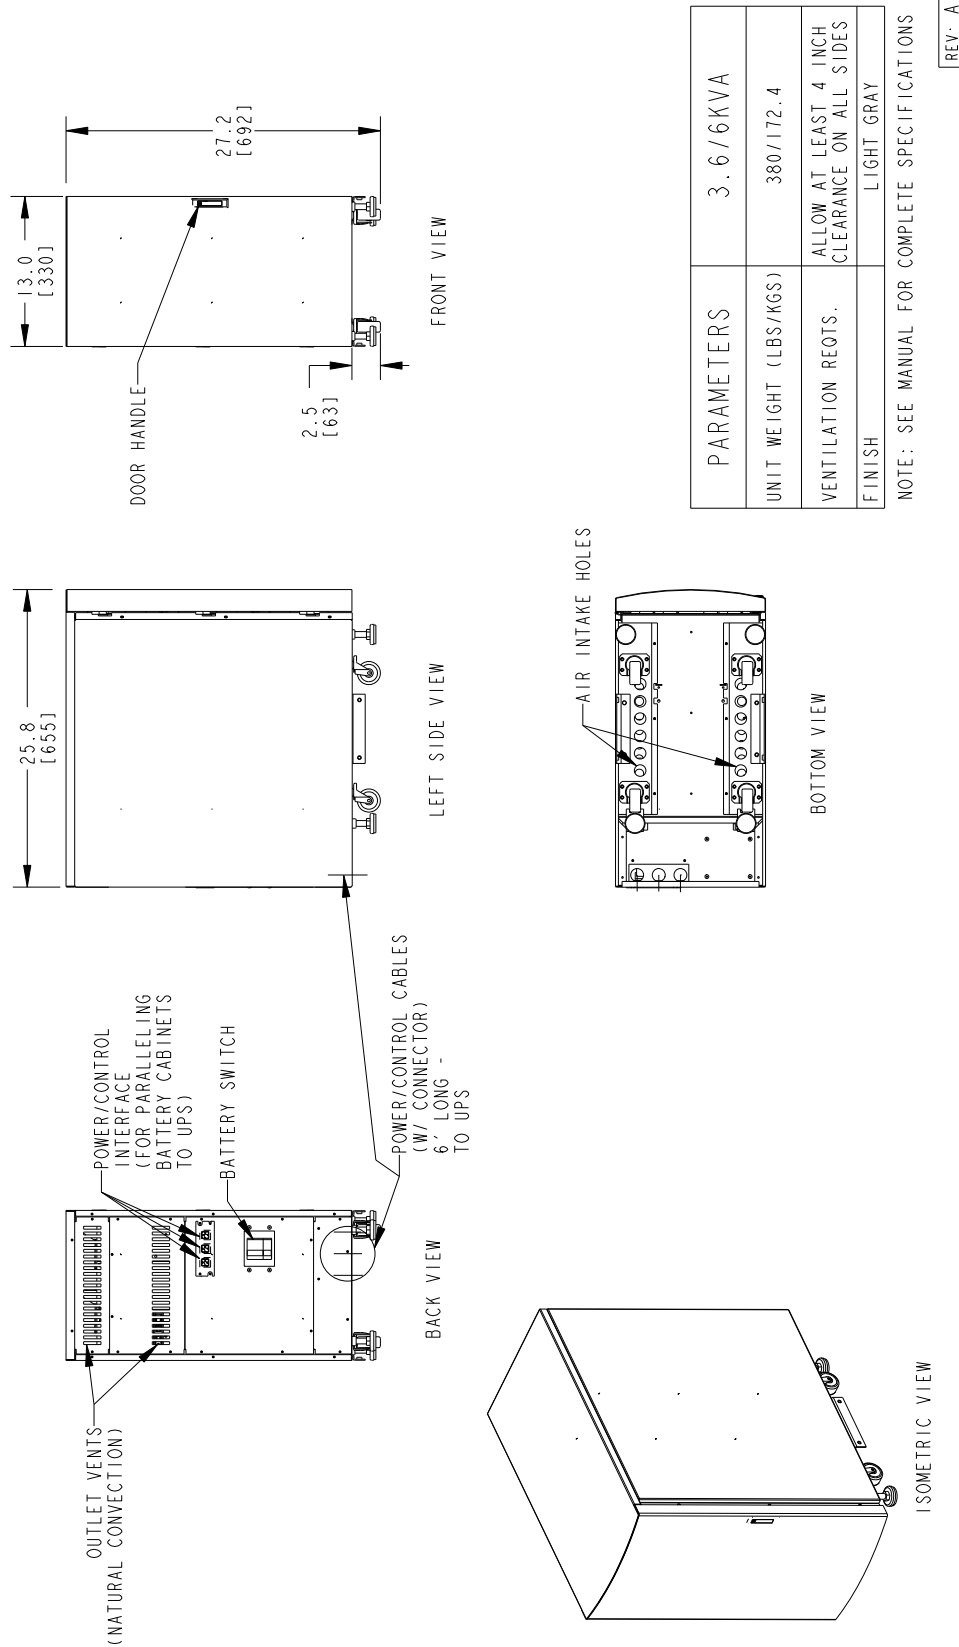 OUTLET VENTS
(NATURAL CONVECTION)
POWER/CONTROL
INTERFACE
(FOR PARALLELING
BATTERY CABINETS
TO UPS)
BATTERY SWITCH
POWER/CONTROL CABLES
(W/ CONNECTOR)
6' LONG -
TO UPS
BACK VIEW
25.8
[655]
LEFT SIDE VIEW
13.0
[330]
27.2
[692]
DOOR HANDLE
2.5
[63]
FRONT VIEW
ISOMETRIC VIEW
AIR INTAKE HOLES
BOTTOM VIEW
PARAMETERS
3.6/6KVA
UNIT WEIGHT (LBS/KGS)
380/172.4
VENTILATION REQTS.
ALLOW AT LEAST 4 INCH
CLEARANCE ON ALL SIDES
FINISH
LIGHT GRAY
NOTE: SEE MANUAL FOR COMPLETE SPECIFICATIONS
REV: A